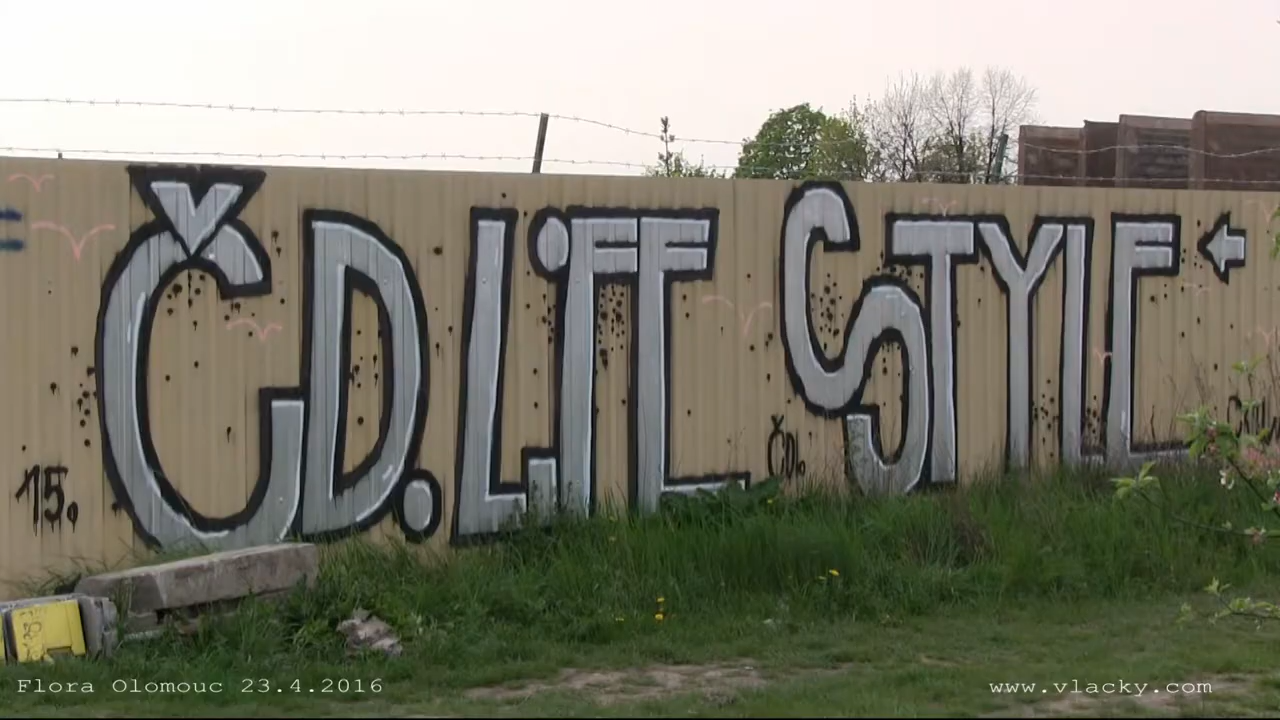 ČD. LiFE STYLE
15.
ČD.
Flora Olomouc 23.4.2016
www.vlacky.com